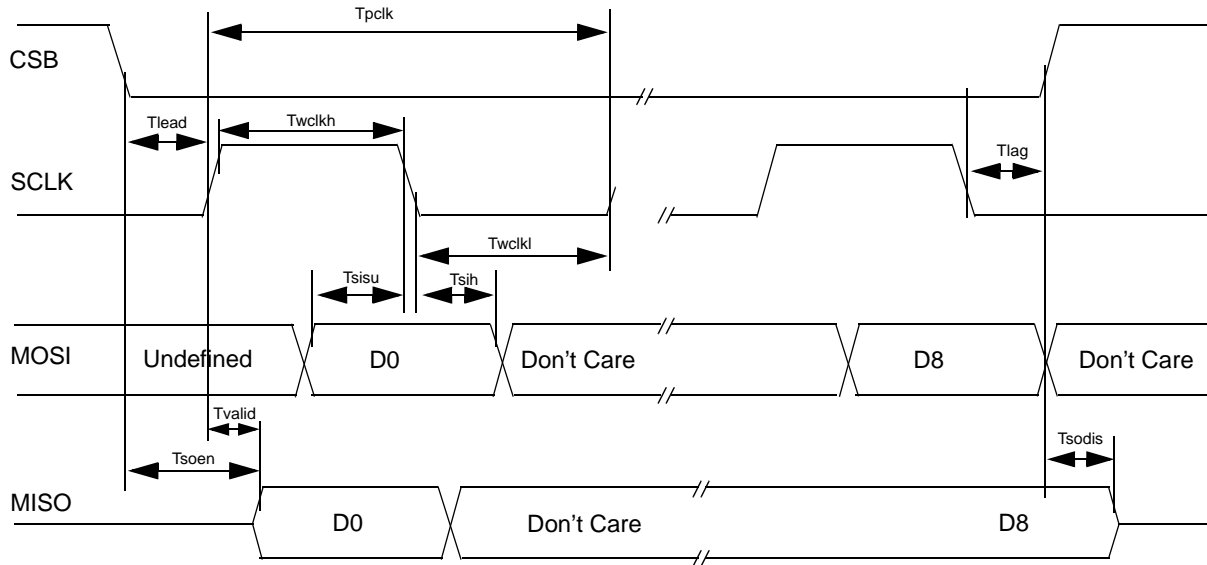 Tpclk
CSB
Tlead
Twclkh
Tlag
SCLK
Twclkl
Tsisu
Tsih
MOSI
Undefined
D0
Don't Care
D8
Don't Care
Tvalid
Tsoen
Tsodis
MISO
D0
Don't Care
D8